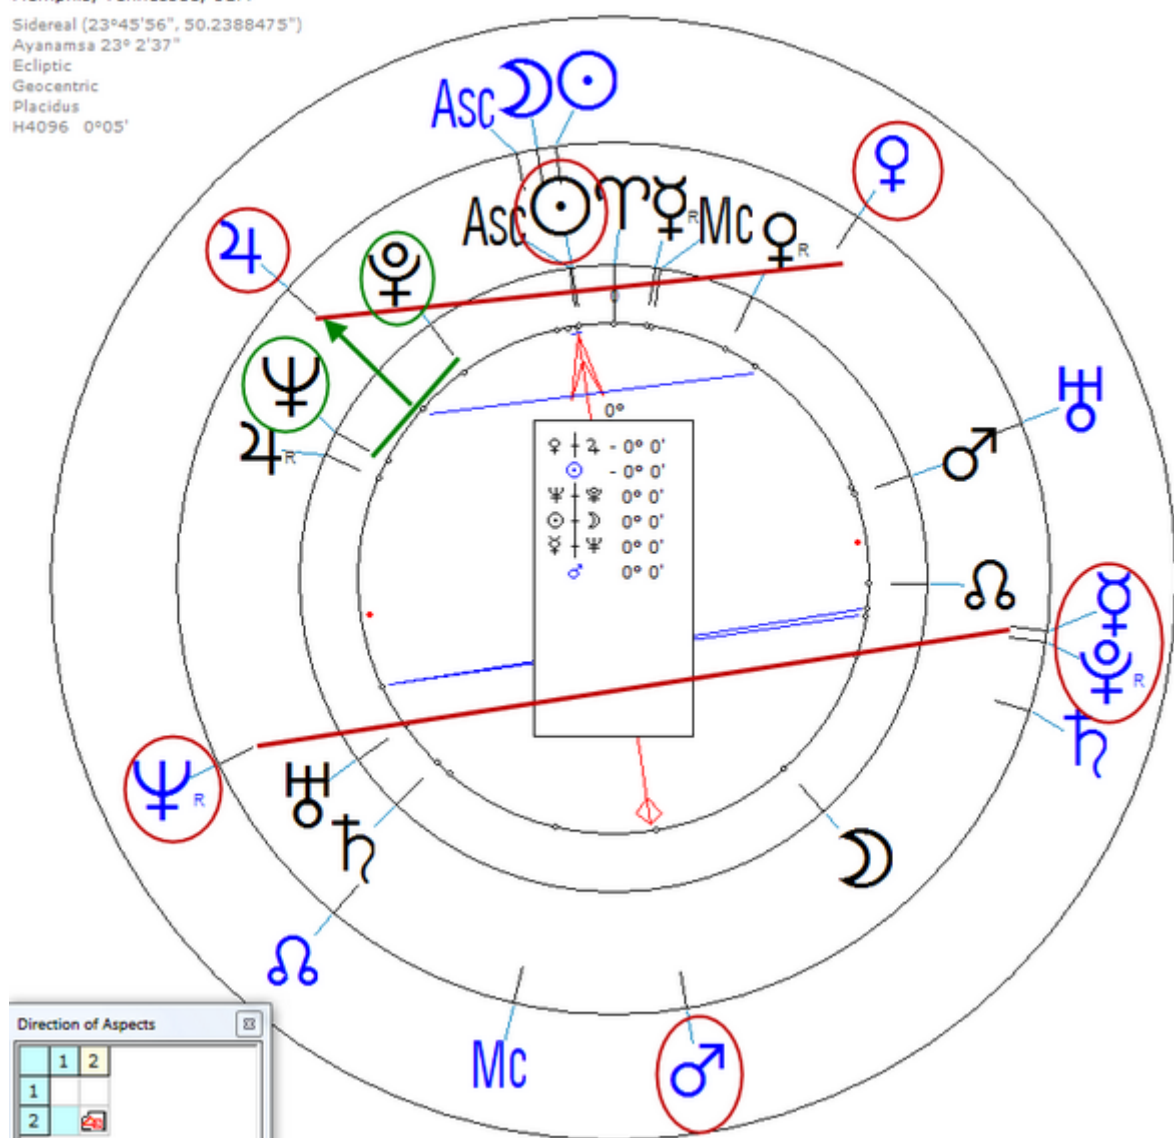 Sidereal (23°45'56", 50.2388475")
Ayanamsa 23° 2'37"
Ecliptic
Geocentric
Placidus
H4096 0°05'
Asc ☽ ☉
♀
♃ ♇ Asc ☉ ♈ ☿ R Mc ♀ R
♆
♃ R
♅
♂
0°
♀ ┼ ♃ - 0° 0'
☉ - 0° 0'
♆ ┼ ♇ 0° 0'
☉ ┼ ☽ 0° 0'
☿ ┼ ♆ 0° 0'
♂ 0° 0'
☊ ☿
♇ R
♄
♆ R ♅
♄ ☽
☊
Mc ♂
Direction of Aspects
1 2
1
2